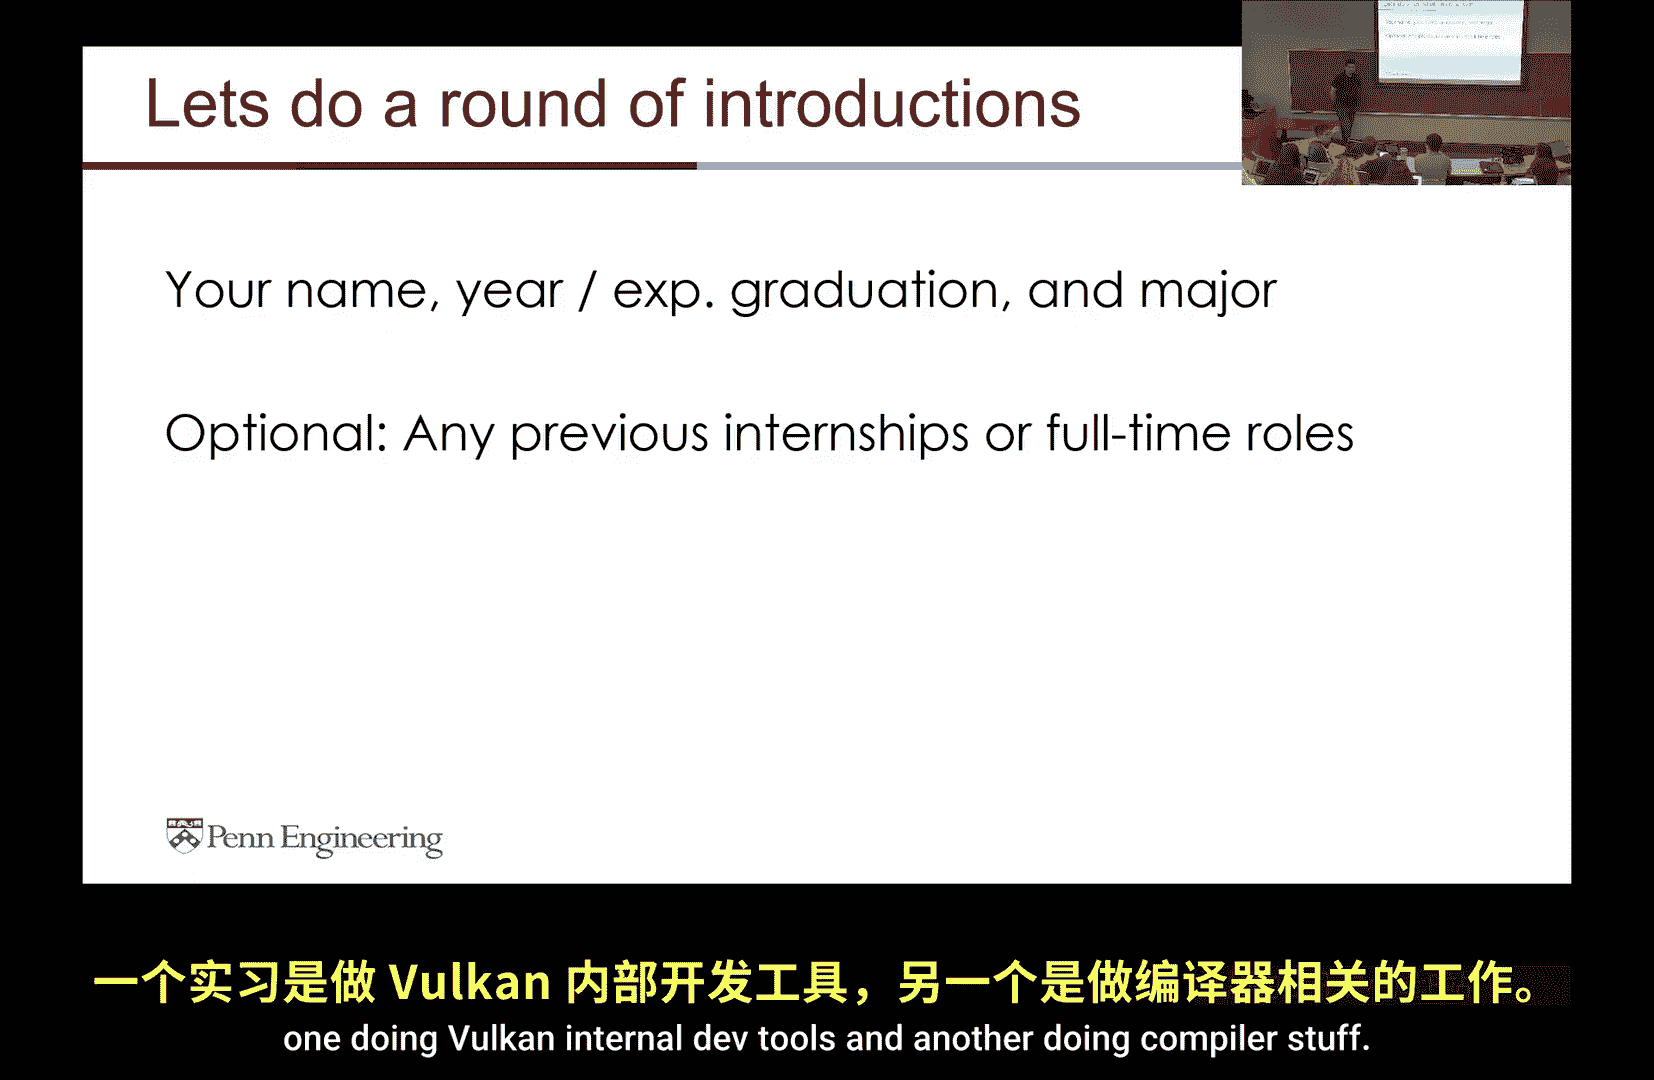 Lets do a round of introductions
Your name, year / exp. graduation, and major
Optional: Any previous internships or full-time roles
Penn Engineering
一个实习是做 Vulkan 内部开发工具，另一个是做编译器相关的工作。
one doing Vulkan internal dev tools and another doing compiler stuff.